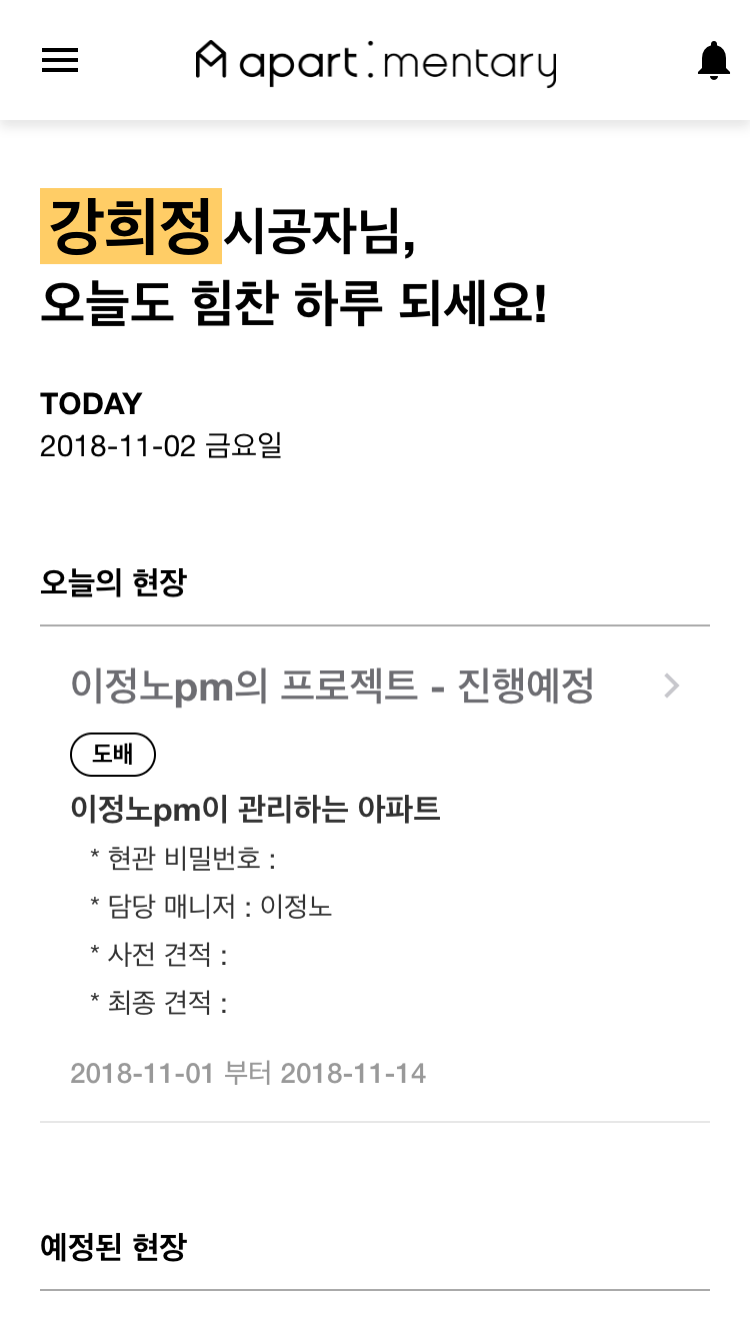 apart:mentary
강희정 시공자님,
오늘도 힘찬 하루 되세요!
TODAY
2018-11-02 금요일
오늘의 현장
이정노pm의 프로젝트 - 진행예정
도배
이정노pm이 관리하는 아파트
* 현관 비밀번호 :
* 담당 매니저 : 이정노
* 사전 견적 :
* 최종 견적 :
2018-11-01 부터 2018-11-14
예정된 현장